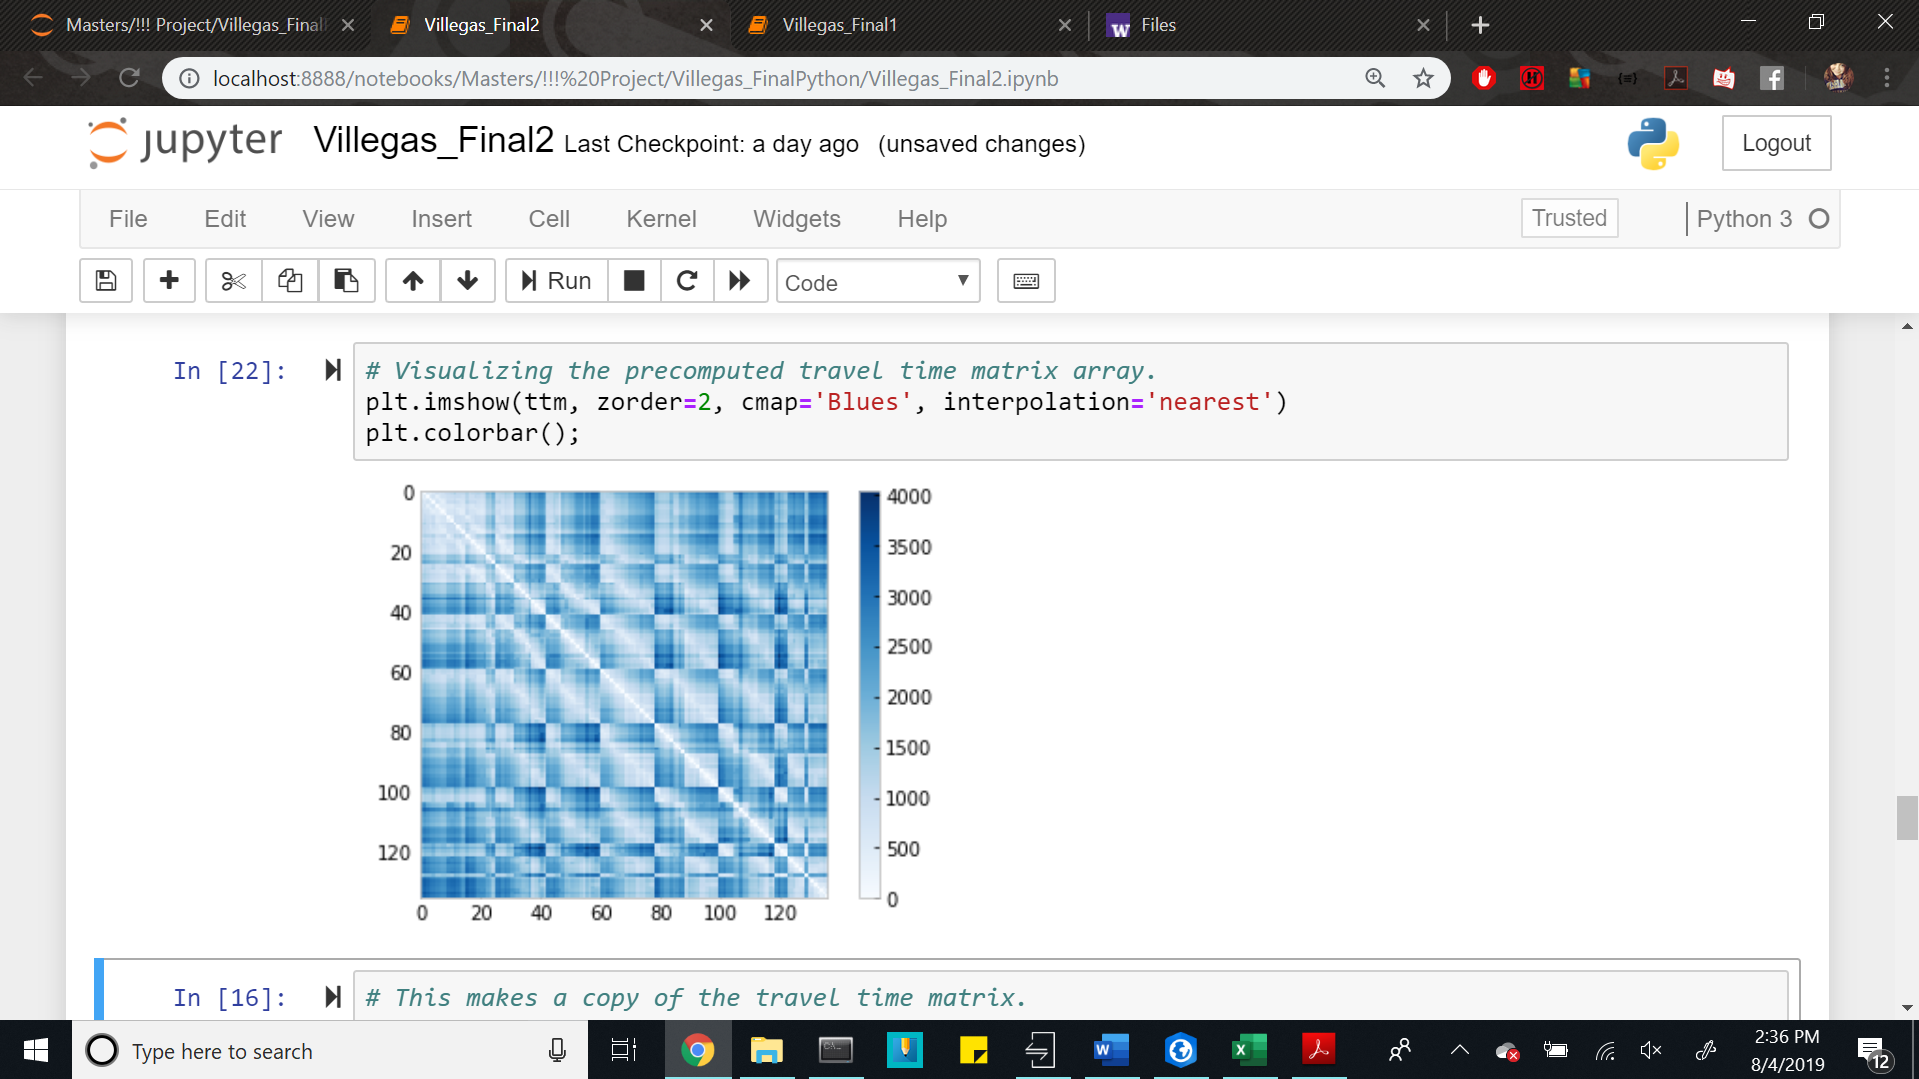 Masters/!!! Project/Villegas_Final
Villegas_Final2
Villegas_Final1
Files
localhost:8888/notebooks/Masters/!!!%20Project/Villegas_FinalPython/Villegas_Final2.ipynb
jupyter Villegas_Final2 Last Checkpoint: a day ago (unsaved changes)
Logout
File Edit View Insert Cell Kernel Widgets Help
Trusted
Python 3
Run
Code
In [22]:
# Visualizing the precomputed travel time matrix array.
plt.imshow(ttm, zorder=2, cmap='Blues', interpolation='nearest')
plt.colorbar();
0
20
40
60
80
100
120
0 20 40 60 80 100 120
4000
3500
3000
2500
2000
1500
1000
500
0
In [16]:
# This makes a copy of the travel time matrix.
Type here to search
2:36 PM
8/4/2019
12